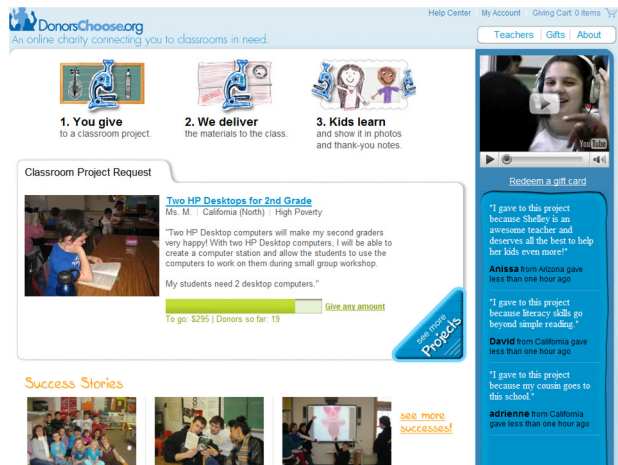 DonorsChoose.org
An online charity connecting you to classrooms in need.
Help Center | My Account | Giving Cart: 0 items
Teachers | Gifts | About
1. You give
to a classroom project.
2. We deliver
the materials to the class.
3. Kids learn
and show it in photos
and thank-you notes.
YouTube
Redeem a gift card
Classroom Project Request
Two HP Desktops for 2nd Grade
Ms. M. | California (North) | High Poverty
"Two HP Desktop computers will make my second graders
very happy! With two HP Desktop computers, I will be able to
create a computer station and allow the students to use the
computers to work on them during small group workshop.
My students need 2 desktop computers."
Give any amount
To go: $295 | Donors so far: 19
see more
Projects
"I gave to this project
because Shelley is an
awesome teacher and
deserves all the best to help
her kids even more!"
Anissa from Arizona gave
less than one hour ago
"I gave to this project
because literacy skills go
beyond simple reading."
David from California gave
less than one hour ago
"I gave to this project
because my cousin goes to
this school."
adrienne from California
gave less than one hour ago
Success Stories
see more
successes!